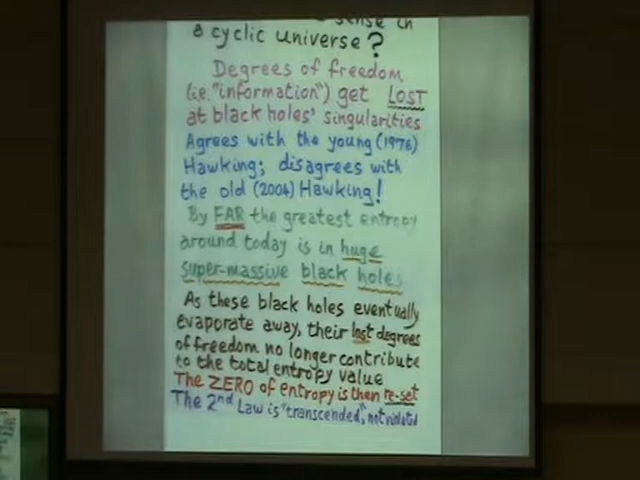 sense in
a cyclic universe?
Degrees of freedom
(i.e. "information") get LOST
at black holes' singularities
Agrees with the young (1976)
Hawking; disagrees with
the old (2004) Hawking!
By FAR the greatest entropy
around today is in huge
super-massive black holes
As these black holes eventually
evaporate away, their lost degrees
of freedom no longer contribute
to the total entropy value
The ZERO of entropy is then re-set
The 2nd Law is "transcended", not violated